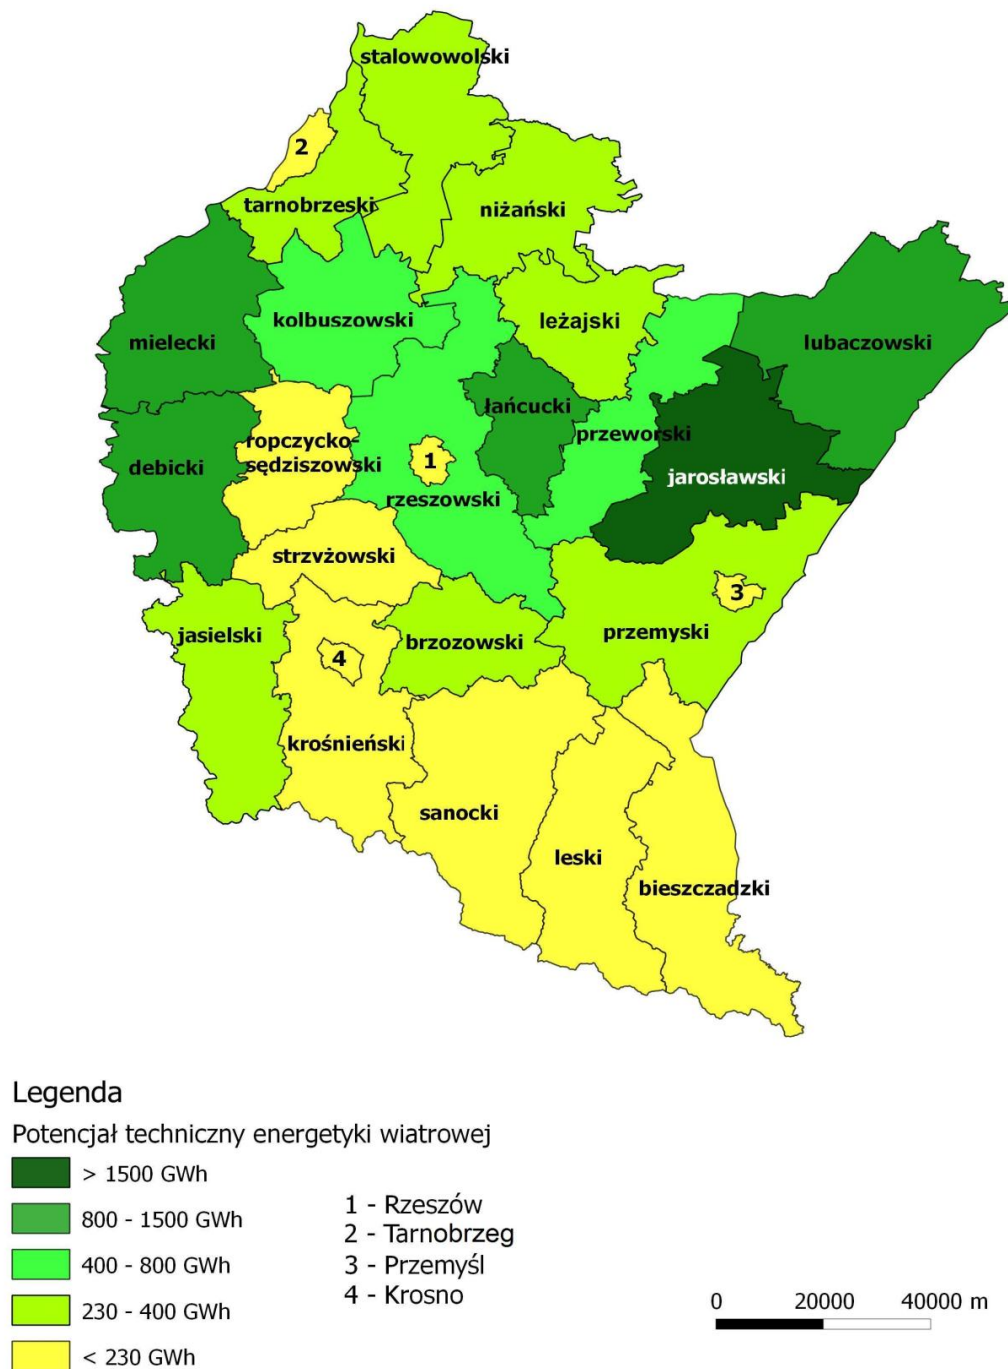 stalowowolski
2
tarnobrzeski
niżański
kolbuszowski
leżajski
mielecki
lubaczowski
łańcucki
ropczycko-
sędziszowski
przeworski
debicki
1
jarosławski
rzeszowski
strzyżowski
3
jasielski
brzozowski
przemyski
4
krośnieński
sanocki
leski
bieszczadzki
Legenda
Potencjał techniczny energetyki wiatrowej
> 1500 GWh
800 - 1500 GWh
400 - 800 GWh
230 - 400 GWh
< 230 GWh
1 - Rzeszów
2 - Tarnobrzeg
3 - Przemyśl
4 - Krosno
0 20000 40000 m